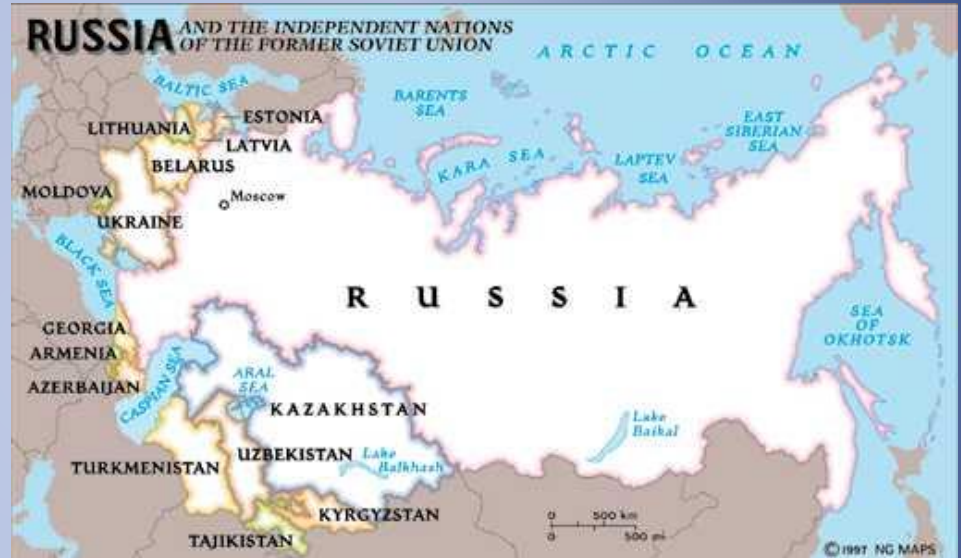 RUSSIA AND THE INDEPENDENT NATIONS
OF THE FORMER SOVIET UNION
ARCTIC OCEAN
BALTIC SEA
BARENTS
SEA
EAST
SIBERIAN
SEA
ESTONIA
LITHUANIA
LATVIA
KARA SEA
LAPTEV
SEA
BELARUS
MOLDOVA
Moscow
UKRAINE
BLACK SEA
RUSSIA
SEA
OF
OKHOTSK
GEORGIA
ARMENIA
AZERBAIJAN
CASPIAN SEA
ARAL
SEA
KAZAKHSTAN
Lake
Baikal
UZBEKISTAN
Lake
Balkhash
TURKMENISTAN
KYRGYZSTAN
TAJIKISTAN
0 500 km
0 500 mi
© 1997 NG MAPS